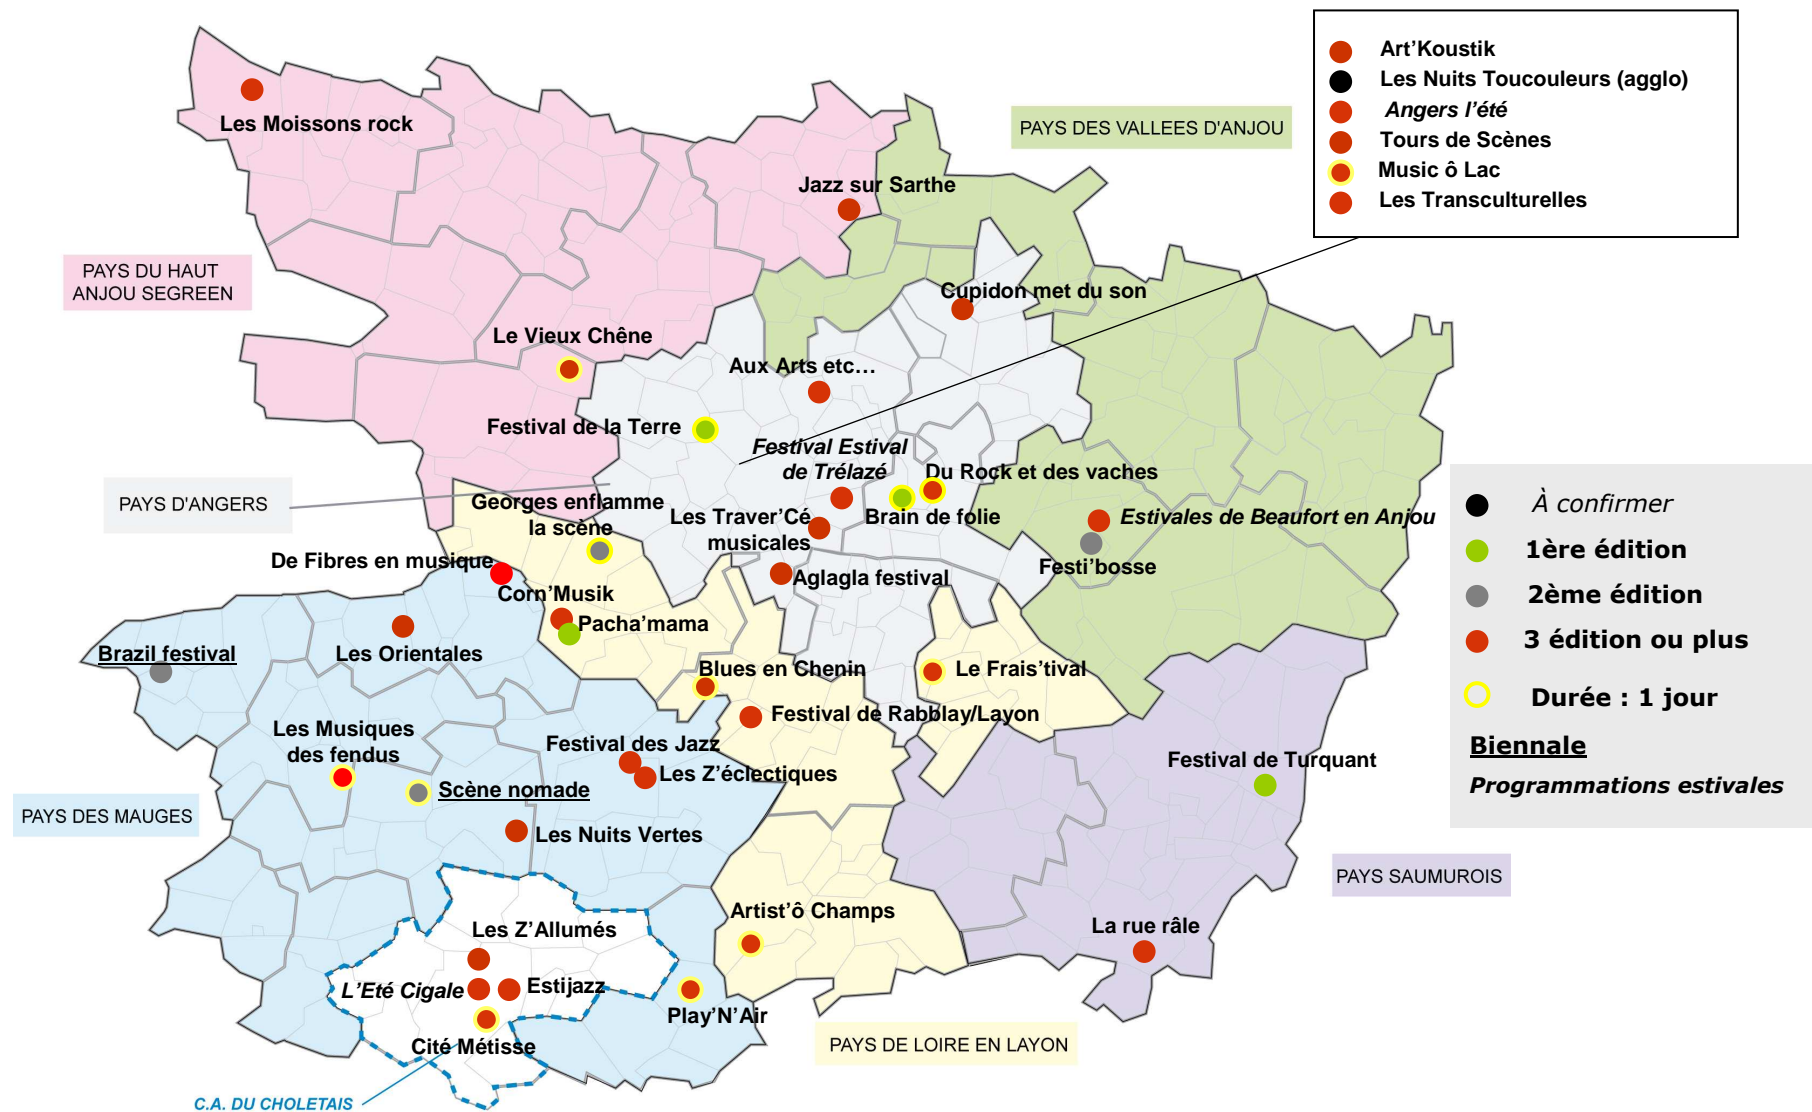 Art'Koustik
Les Nuits Toucouleurs (agglo)
Angers l'été
Tours de Scènes
Music ô Lac
Les Transculturelles
Les Moissons rock
PAYS DES VALLEES D'ANJOU
Jazz sur Sarthe
PAYS DU HAUT
ANJOU SEGREEN
Cupidon met du son
Le Vieux Chêne
Aux Arts etc…
Festival de la Terre
Festival Estival
de Trélazé
Du Rock et des vaches
PAYS D'ANGERS
Georges enflamme
la scène
Les Traver'Cé
musicales
Brain de folie
Estivales de Beaufort en Anjou
Festi'bosse
De Fibres en musique
Corn'Musik
Aglagla festival
Pacha'mama
Brazil festival
Les Orientales
Blues en Chenin
Le Frais'tival
Festival de Rabblay/Layon
Les Musiques
des fendus
Festival des Jazz
Les Z'éclectiques
Scène nomade
Festival de Turquant
PAYS DES MAUGES
Les Nuits Vertes
PAYS SAUMUROIS
Artist'ô Champs
Les Z'Allumés
La rue râle
L'Eté Cigale
Estijazz
Play'N'Air
Cité Métisse
PAYS DE LOIRE EN LAYON
C.A. DU CHOLETAIS
À confirmer
1ère édition
2ème édition
3 édition ou plus
Durée : 1 jour
Biennale
Programmations estivales